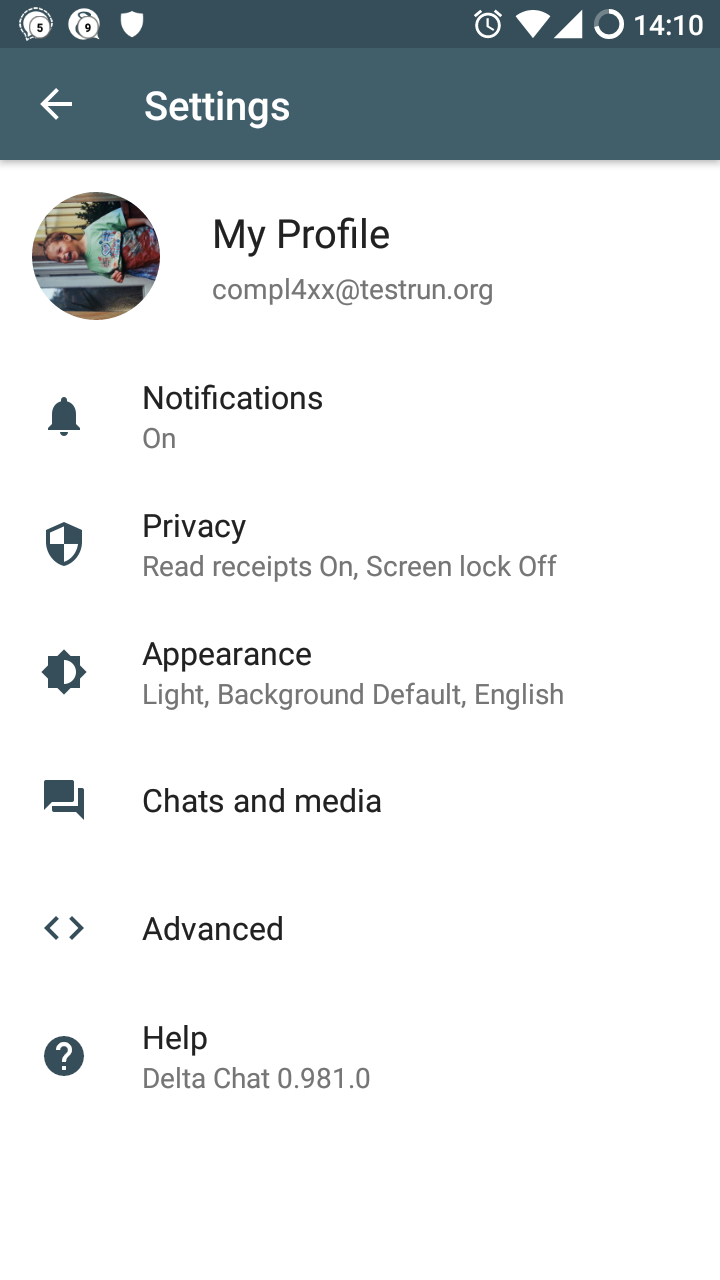 5 9 14:10
Settings
My Profile
compl4xx@testrun.org
Notifications
On
Privacy
Read receipts On, Screen lock Off
Appearance
Light, Background Default, English
Chats and media
Advanced
Help
Delta Chat 0.981.0